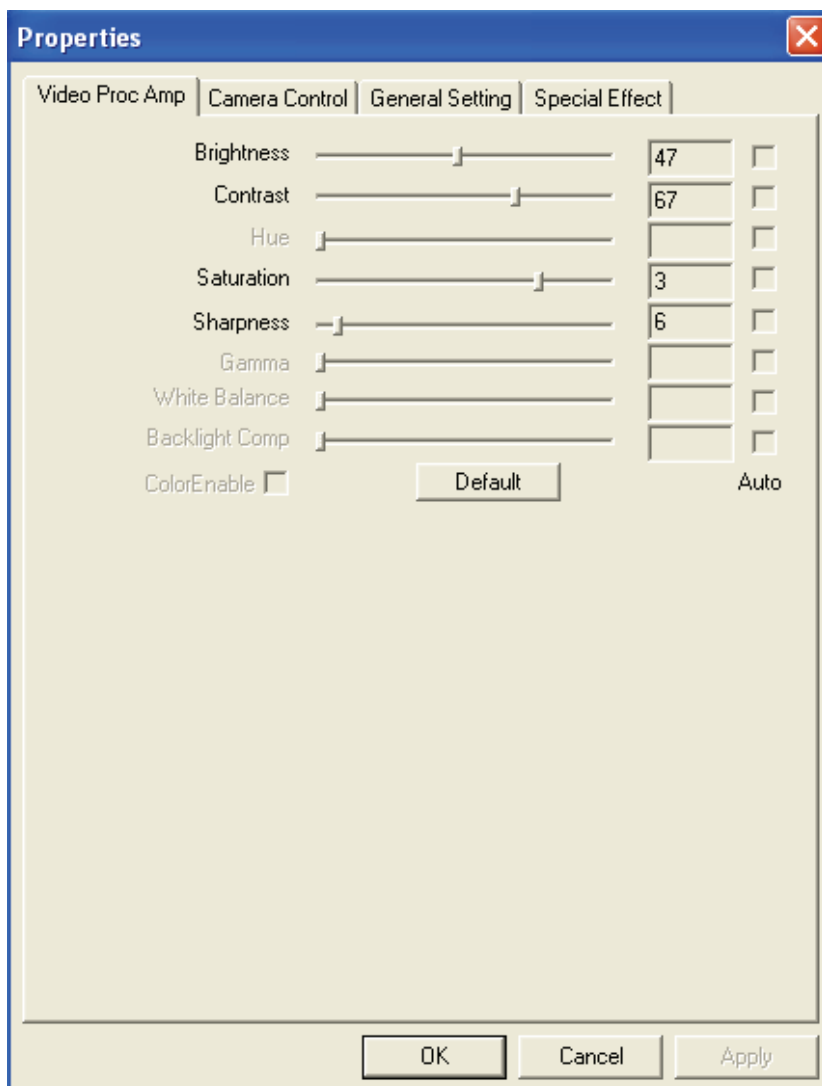 Properties
Video Proc Amp Camera Control General Setting Special Effect
Brightness 47
Contrast 67
Hue
Saturation 3
Sharpness 6
Gamma
White Balance
Backlight Comp
ColorEnable Default Auto
OK Cancel Apply